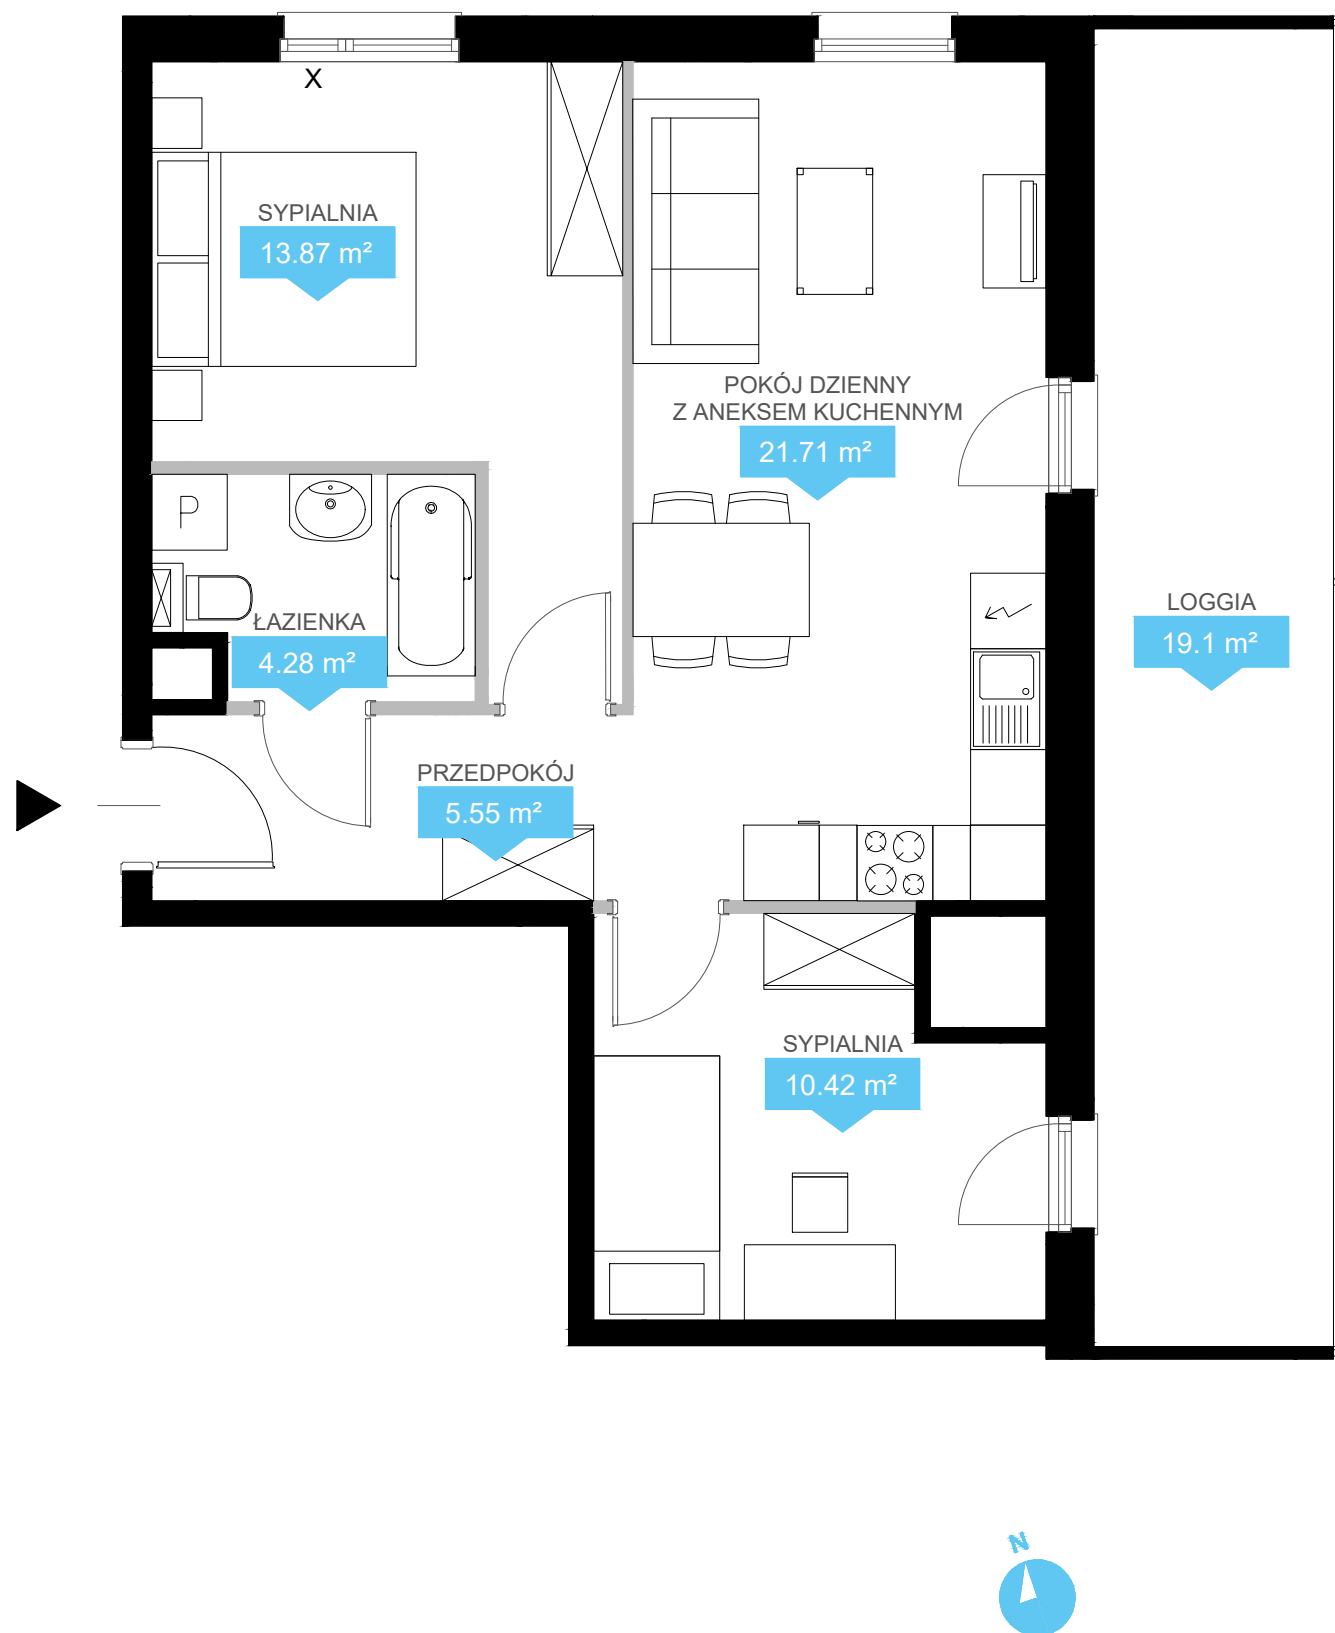 X
SYPIALNIA
13.87 m²
POKÓJ DZIENNY
Z ANEKSEM KUCHENNYM
21.71 m²
P
ŁAZIENKA
4.28 m²
LOGGIA
19.1 m²
PRZEDPOKÓJ
5.55 m²
SYPIALNIA
10.42 m²
N